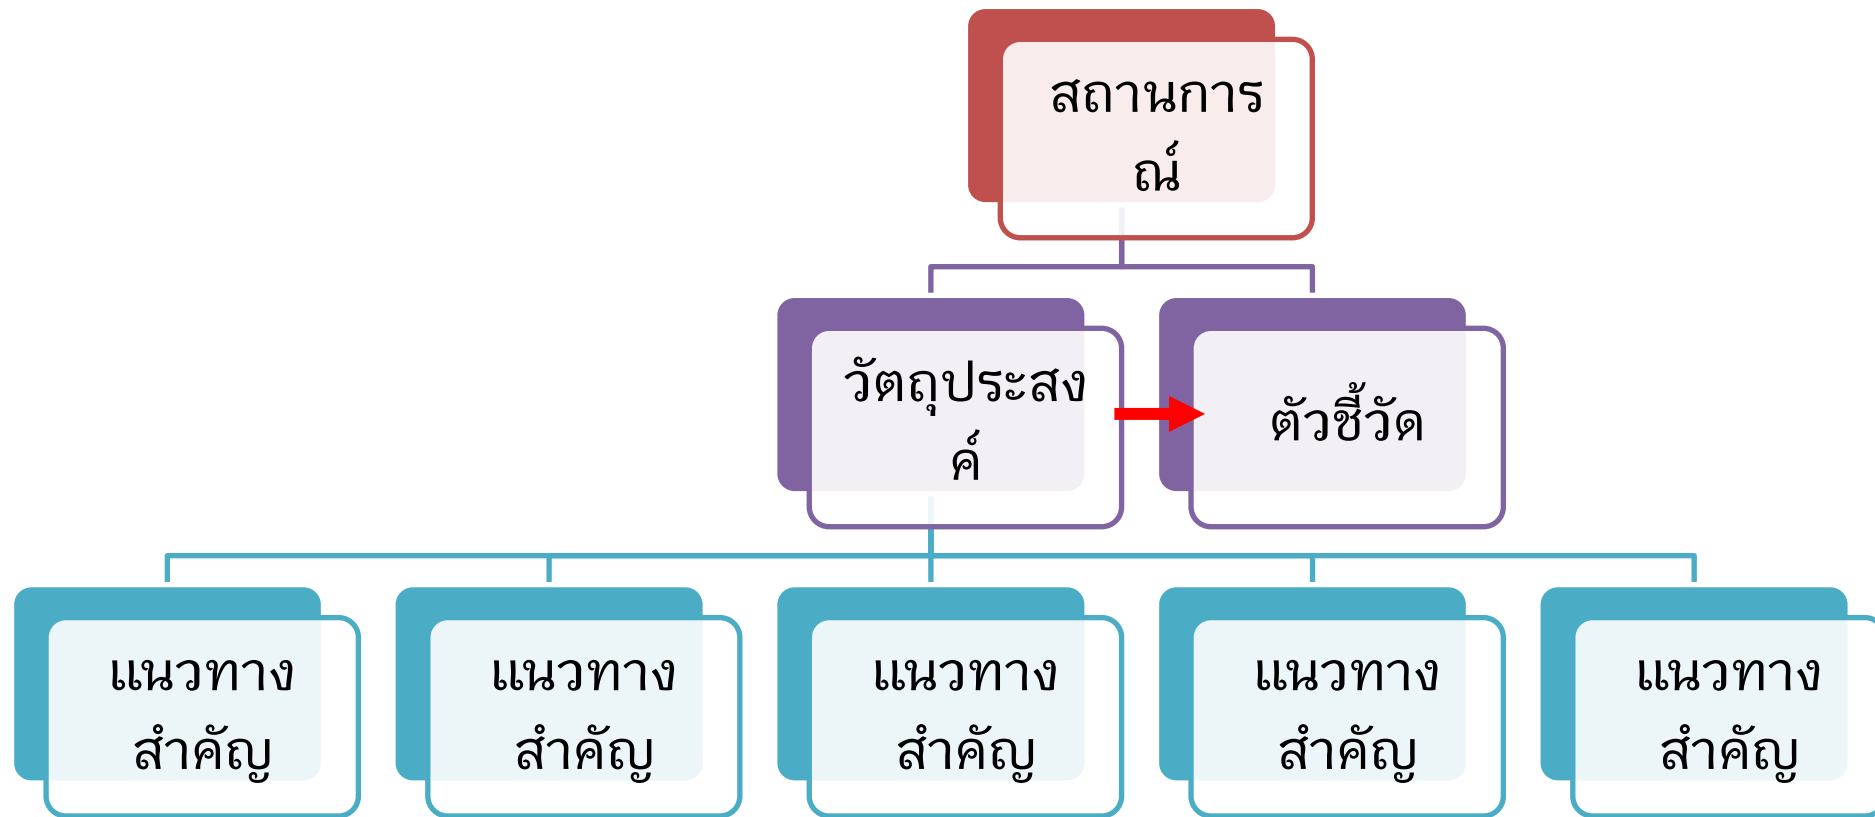 สถานการ
ณ์
วัตถุประสง
ค์
ตัวชี้วัด
แนวทาง
สำคัญ
แนวทาง
สำคัญ
แนวทาง
สำคัญ
แนวทาง
สำคัญ
แนวทาง
สำคัญ